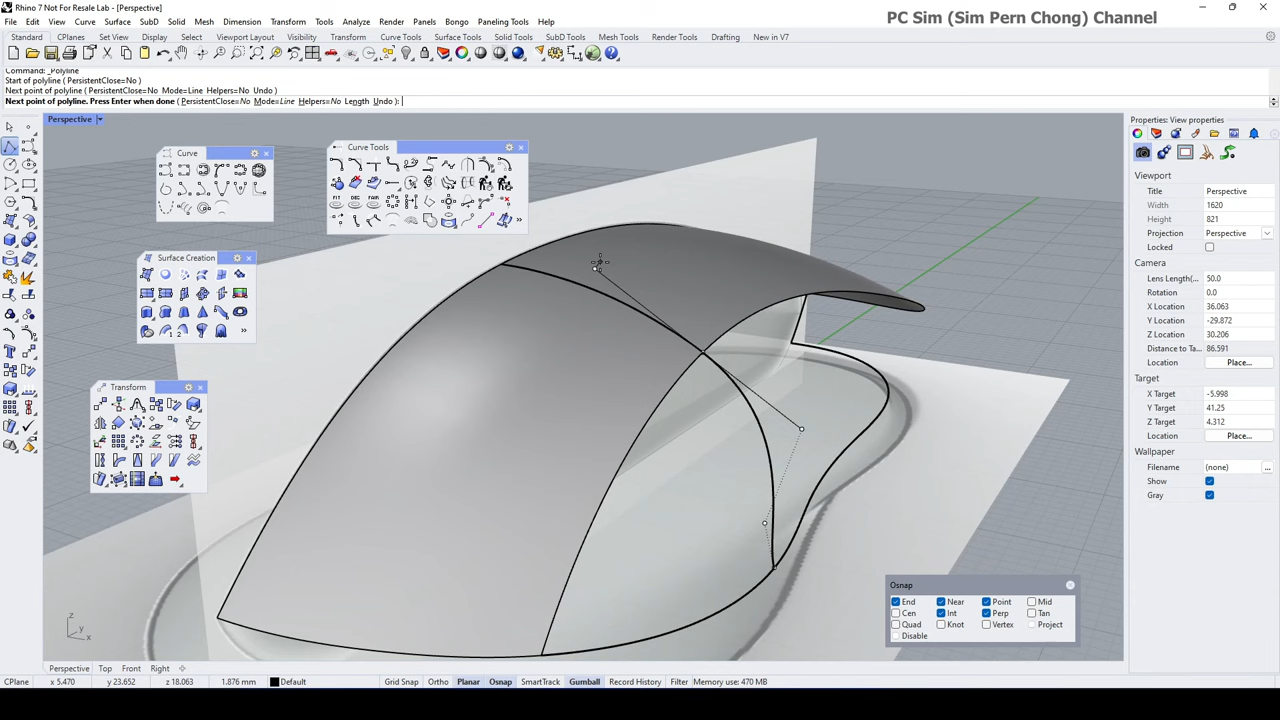 Rhino 7 Not For Resale Lab - [Perspective]
File Edit View Curve Surface SubD Solid Mesh Dimension Transform Tools Analyze Render Panels Bongo Paneling Tools Help
PC Sim (Sim Pern Chong) Channel
Standard CPlanes Set View Display Select Viewport Layout Visibility Transform Curve Tools Surface Tools Solid Tools SubD Tools Mesh Tools Render Tools Drafting New in V7
Command: _Polyline
Start of polyline ( PersistentClose=No )
Next point of polyline ( PersistentClose=No Mode=Line Helpers=No Undo )
Next point of polyline. Press Enter when done ( PersistentClose=No Mode=Line Helpers=No Length Undo ):
Perspective
Curve
Curve Tools
FIT DEG FAIR
Surface Creation
1 2
Transform
z
y
x
Osnap
End Near Point Mid
Cen Int Perp Tan
Quad Knot Vertex Project
Disable
Properties: View properties
Viewport
Title Perspective
Width 1620
Height 821
Projection Perspective
Locked
Camera
Lens Length(... 50.0
Rotation 0.0
X Location 36.063
Y Location -29.872
Z Location 30.206
Distance to Ta... 86.591
Location Place...
Target
X Target -5.998
Y Target 41.25
Z Target 4.312
Location Place...
Wallpaper
Filename (none) ...
Show
Gray
Perspective Top Front Right
CPlane x 5.470 y 23.652 z 18.063 1.876 mm Default Grid Snap Ortho Planar Osnap SmartTrack Gumball Record History Filter Memory use: 470 MB